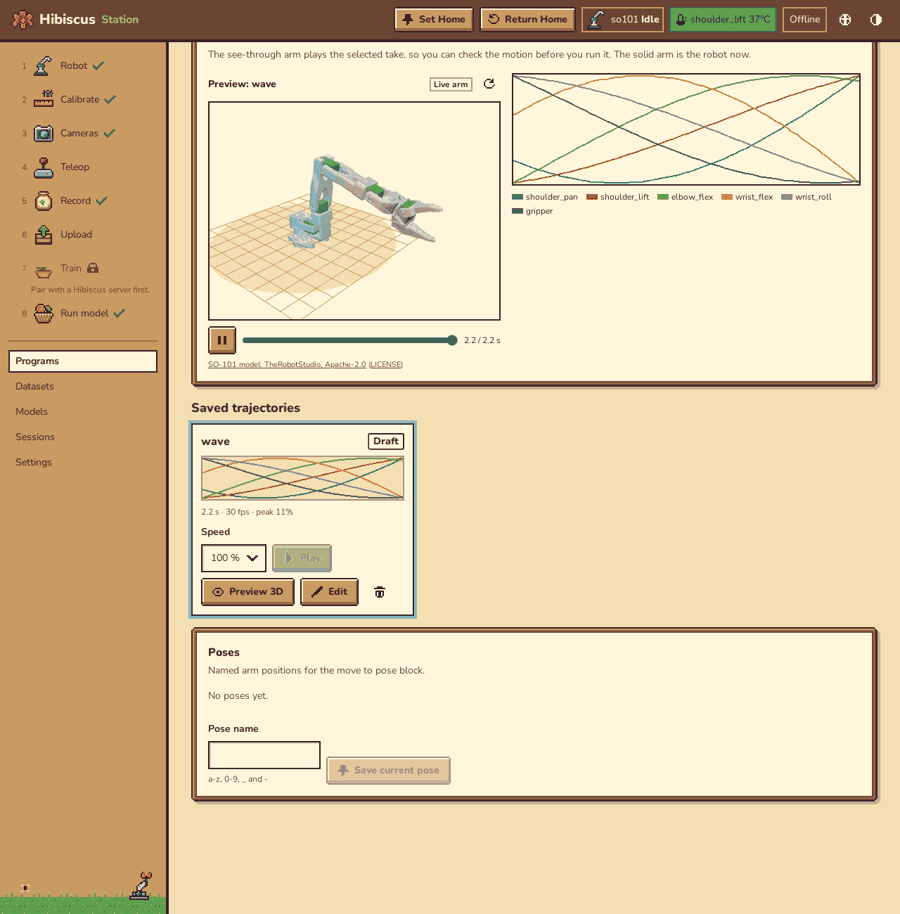 Hibiscus Station
Set Home
Return Home
so101 Idle
shoulder_lift 37°C
Offline
1 Robot
2 Calibrate
3 Cameras
4 Teleop
5 Record
6 Upload
7 Train
Pair with a Hibiscus server first.
8 Run model
Programs
Datasets
Models
Sessions
Settings
The see-through arm plays the selected take, so you can check the motion before you run it. The solid arm is the robot now.
Preview: wave
Live arm
shoulder_pan shoulder_lift elbow_flex wrist_flex wrist_roll
gripper
2.2 / 2.2 s
SO-101 model: TheRobotStudio, Apache-2.0 (LICENSE)
Saved trajectories
wave
Draft
2.2 s · 30 fps · peak 11%
Speed
100 %
Play
Preview 3D
Edit
Poses
Named arm positions for the move to pose block.
No poses yet.
Pose name
Save current pose
a-z, 0-9, _ and -